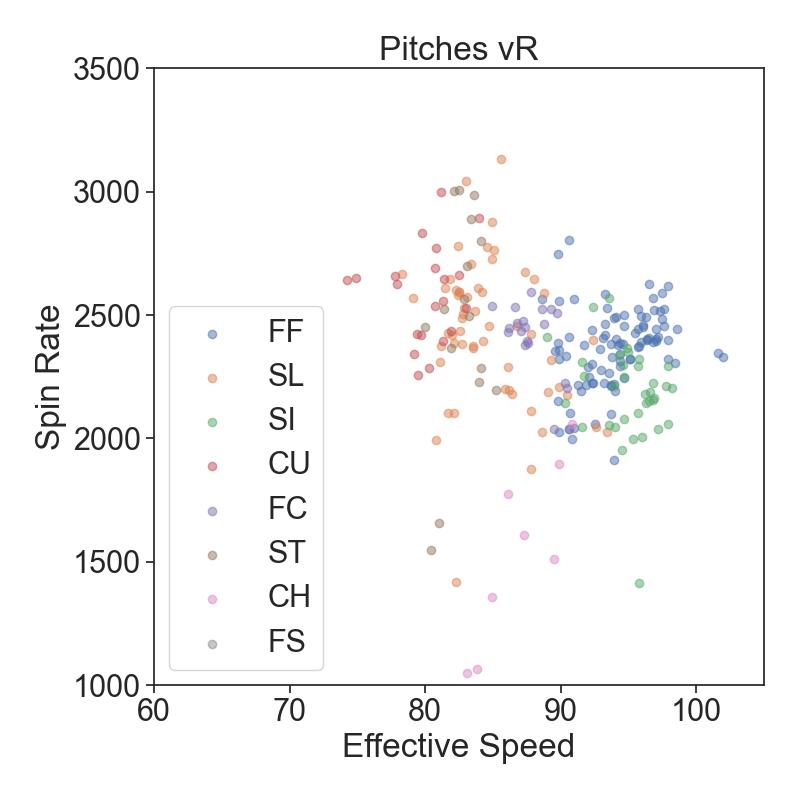 Pitches vR
3500
3000
2500
2000
1500
1000
Spin Rate
FF
SL
SI
CU
FC
ST
CH
FS
60 70 80 90 100
Effective Speed